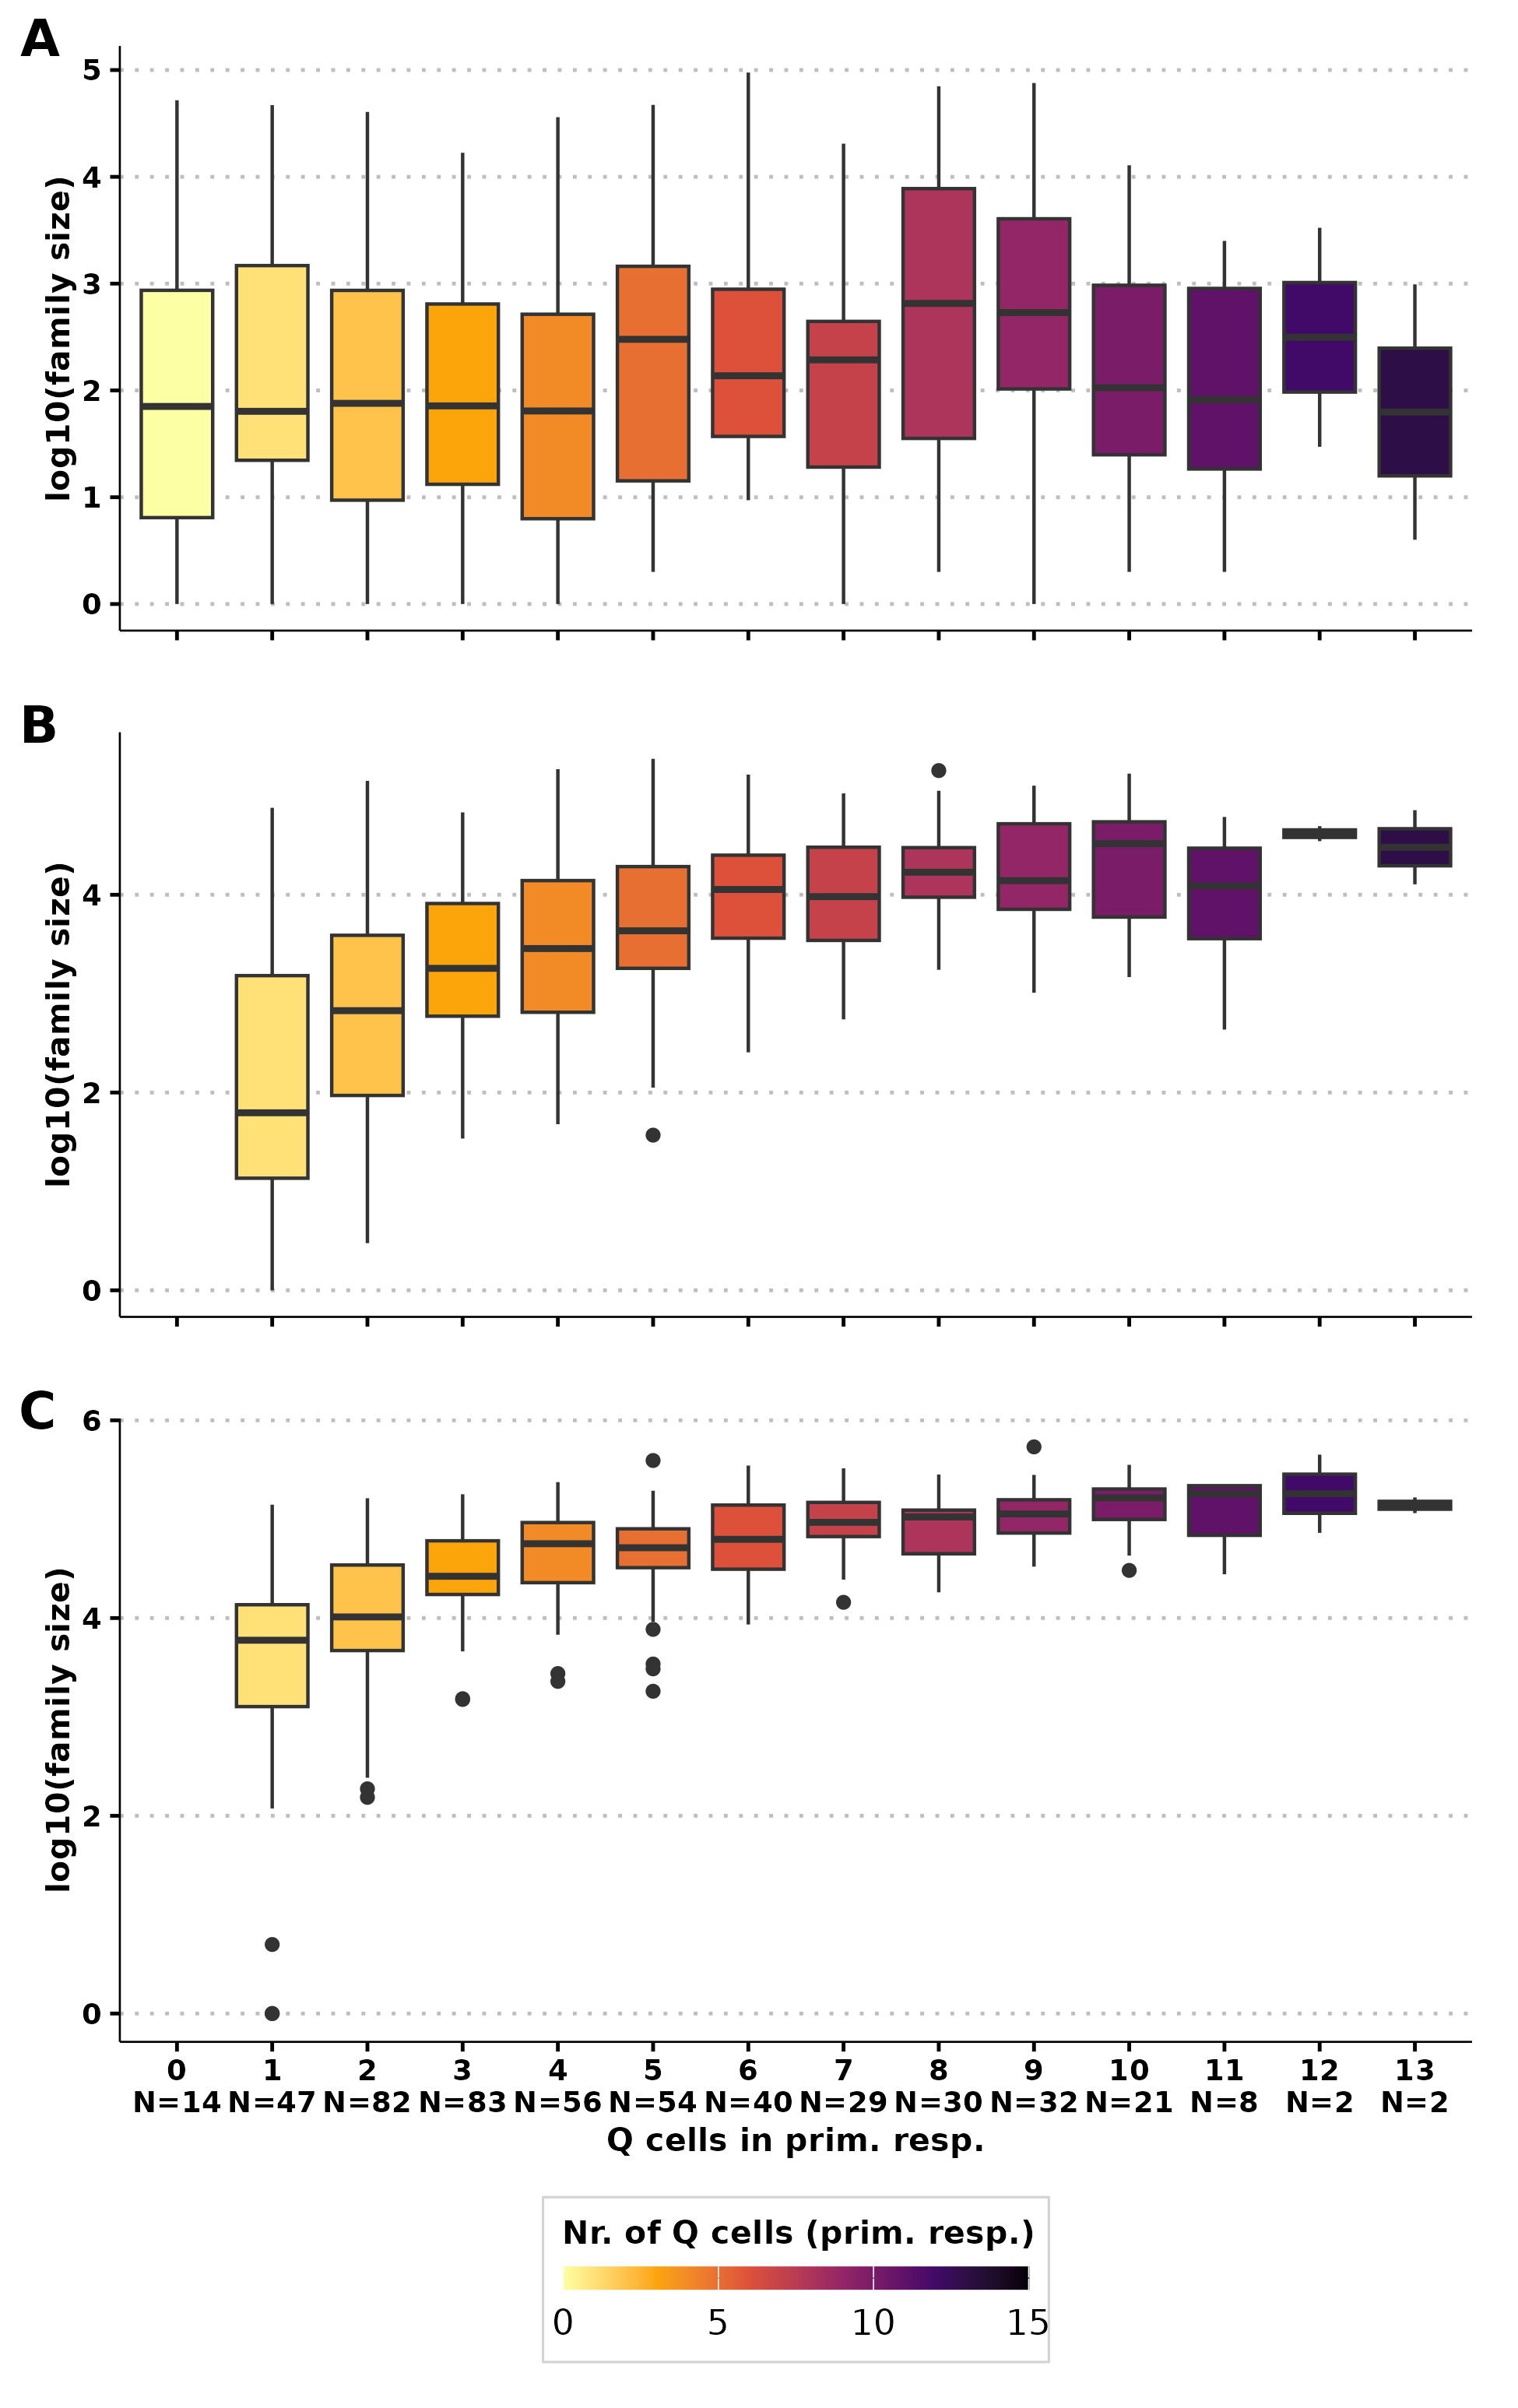 A
5
4
3
2
1
0
log10(family size)
B
4
2
0
log10(family size)
C
6
4
2
0
log10(family size)
0 1 2 3 4 5 6 7 8 9 10 11 12 13
N=14 N=47 N=82 N=83 N=56 N=54 N=40 N=29 N=30 N=32 N=21 N=8 N=2 N=2
Q cells in prim. resp.
Nr. of Q cells (prim. resp.)
0 5 10 15